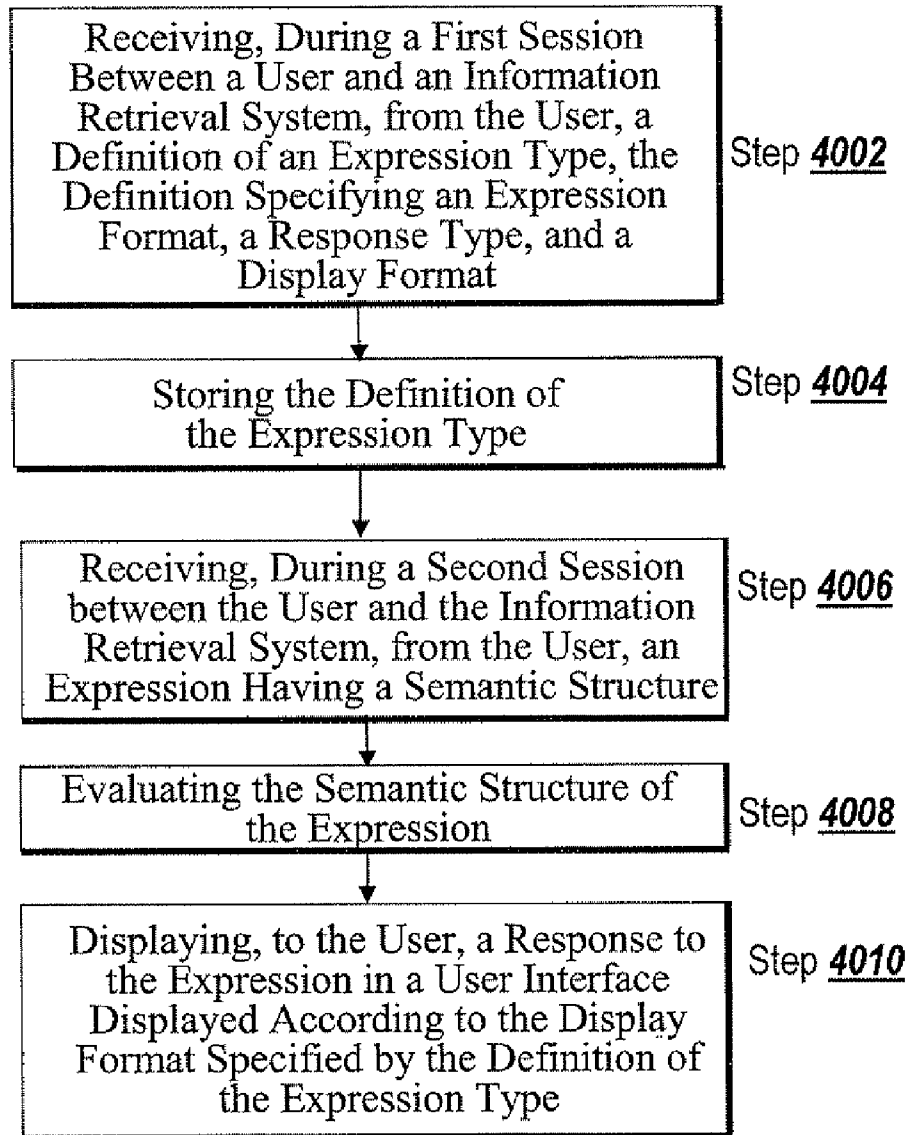 Receiving, During a First Session
Between a User and an Information
Retrieval System, from the User, a
Definition of an Expression Type, the
Definition Specifying an Expression
Format, a Response Type, and a
Display Format
Step 4002
Storing the Definition of
the Expression Type
Step 4004
Receiving, During a Second Session
between the User and the Information
Retrieval System, from the User, an
Expression Having a Semantic Structure
Step 4006
Evaluating the Semantic Structure of
the Expression
Step 4008
Displaying, to the User, a Response to
the Expression in a User Interface
Displayed According to the Display
Format Specified by the Definition of
the Expression Type
Step 4010